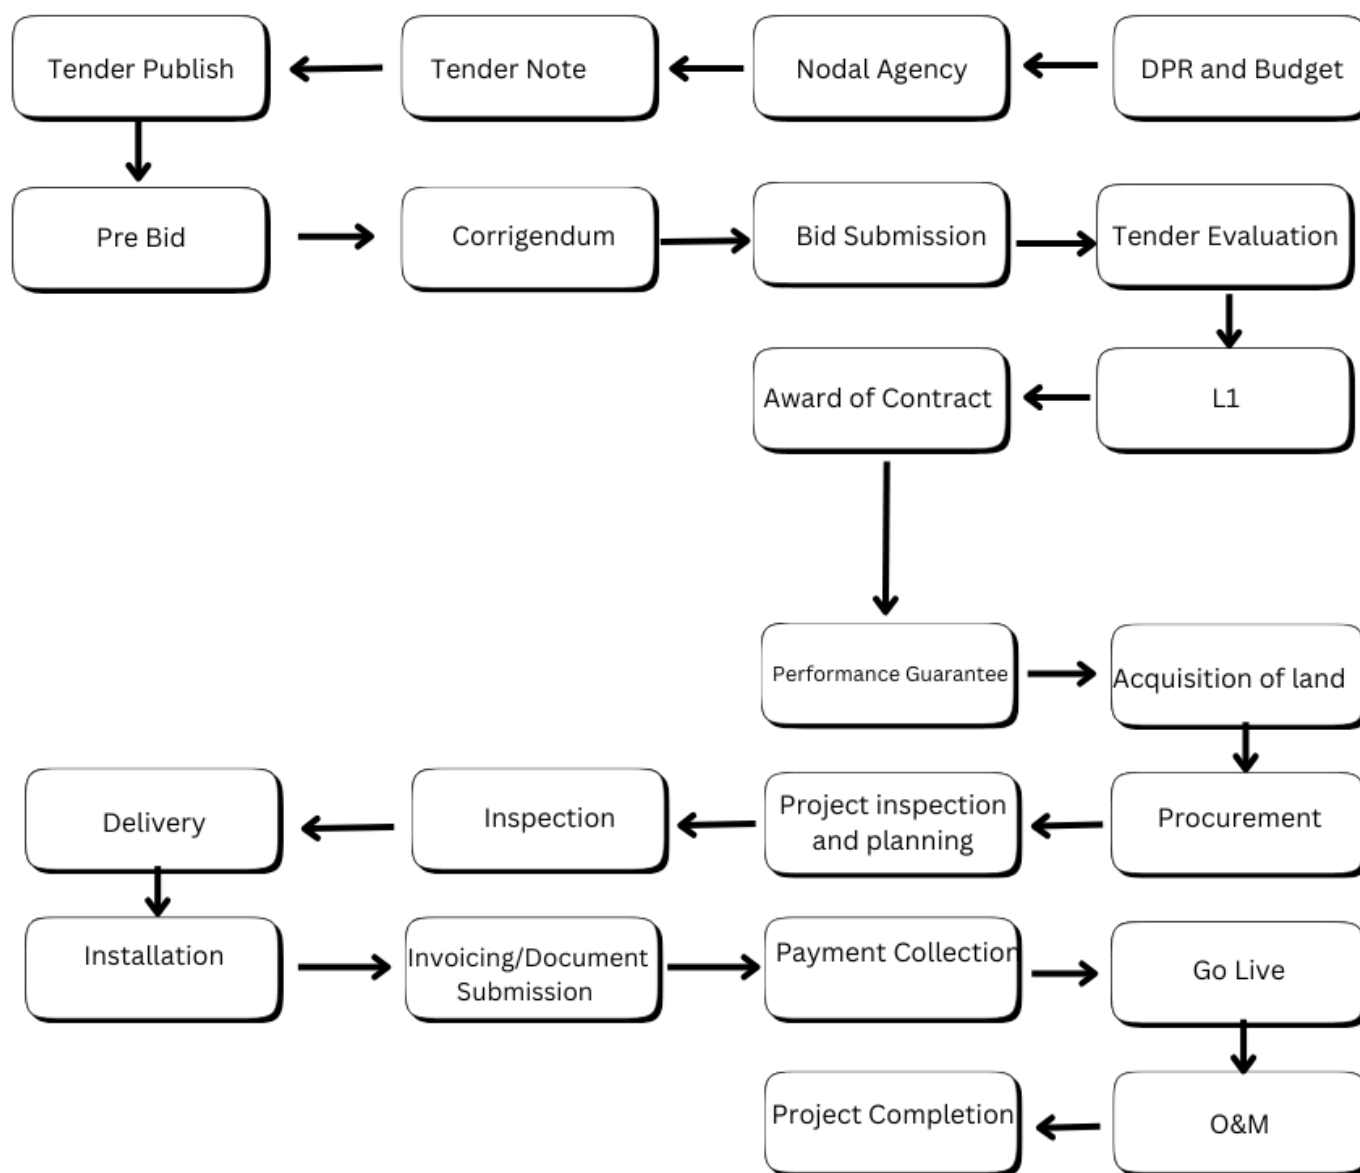 Tender Publish
Tender Note
Nodal Agency
DPR and Budget
Pre Bid
Corrigendum
Bid Submission
Tender Evaluation
Award of Contract
L1
Performance Guarantee
Acquisition of land
Delivery
Inspection
Project inspection
and planning
Procurement
Installation
Invoicing/Document
Submission
Payment Collection
Go Live
Project Completion
O&M